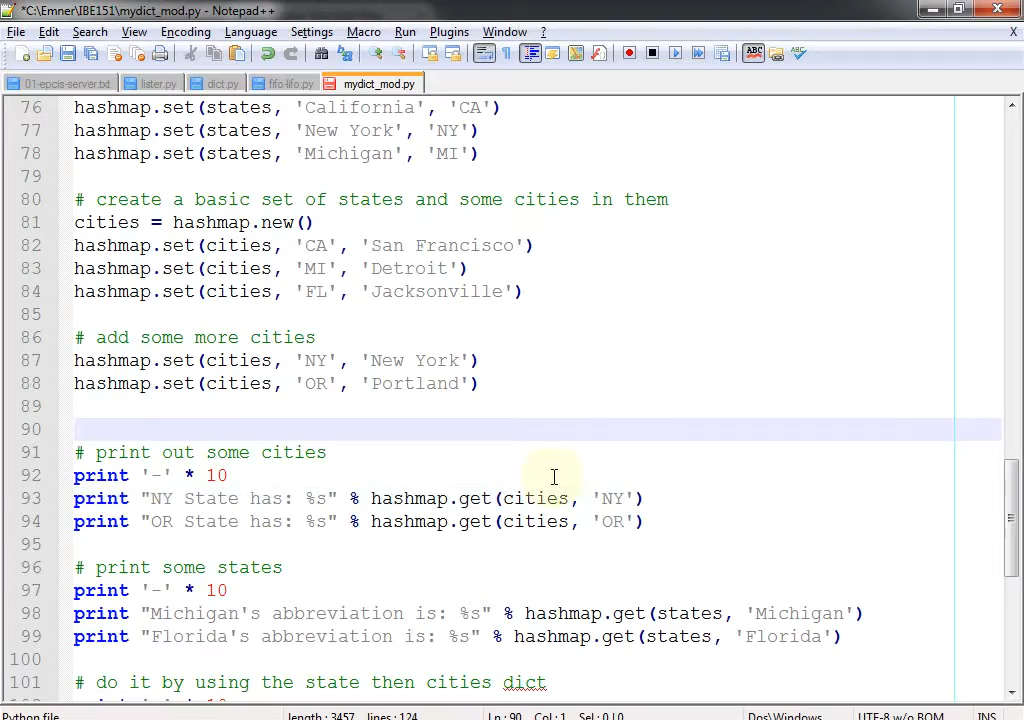 *C:\Emner\IBE151\mydict_mod.py - Notepad++
File Edit Search View Encoding Language Settings Macro Run Plugins Window ? X
01-epcis-server.bd lister.py dict.py fifo-lifo.py mydict_mod.py
76 hashmap.set(states, 'California', 'CA')
77 hashmap.set(states, 'New York', 'NY')
78 hashmap.set(states, 'Michigan', 'MI')
79
80 # create a basic set of states and some cities in them
81 cities = hashmap.new()
82 hashmap.set(cities, 'CA', 'San Francisco')
83 hashmap.set(cities, 'MI', 'Detroit')
84 hashmap.set(cities, 'FL', 'Jacksonville')
85
86 # add some more cities
87 hashmap.set(cities, 'NY', 'New York')
88 hashmap.set(cities, 'OR', 'Portland')
89
90
91 # print out some cities
92 print '-' * 10
93 print "NY State has: %s" % hashmap.get(cities, 'NY')
94 print "OR State has: %s" % hashmap.get(cities, 'OR')
95
96 # print some states
97 print '-' * 10
98 print "Michigan's abbreviation is: %s" % hashmap.get(states, 'Michigan')
99 print "Florida's abbreviation is: %s" % hashmap.get(states, 'Florida')
100
101 # do it by using the state then cities dict
Python file length : 3457 lines : 124 Ln : 90 Col : 1 Sel : 0 | 0 Dos\Windows UTF-8 w/o BOM INS